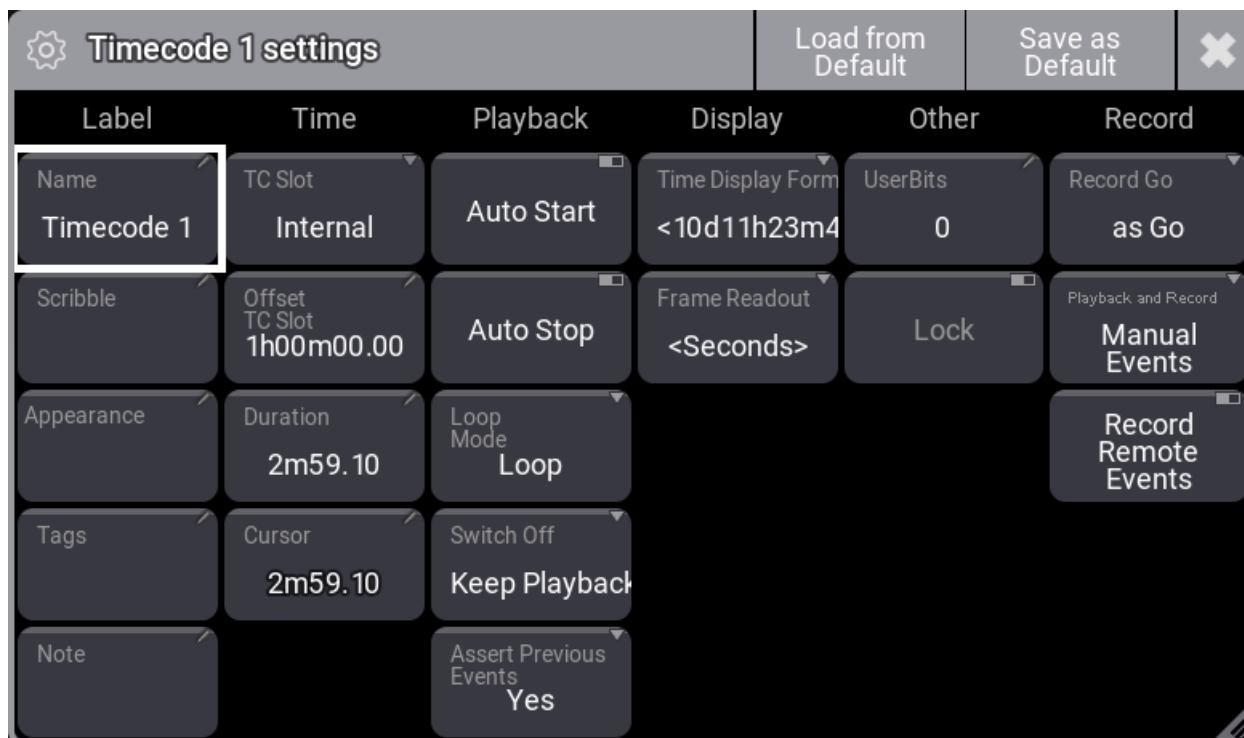 Timecode 1 settings
Load from
Default
Save as
Default
Label
Time
Playback
Display
Other
Record
Name
Timecode 1
TC Slot
Internal
Auto Start
Time Display Form
<10d11h23m4
UserBits
0
Record Go
as Go
Scribble
Offset
TC Slot
1h00m00.00
Auto Stop
Frame Readout
<Seconds>
Lock
Playback and Record
Manual
Events
Appearance
Duration
2m59.10
Loop
Mode
Loop
Record
Remote
Events
Tags
Cursor
2m59.10
Switch Off
Keep Playback
Note
Assert Previous
Events
Yes